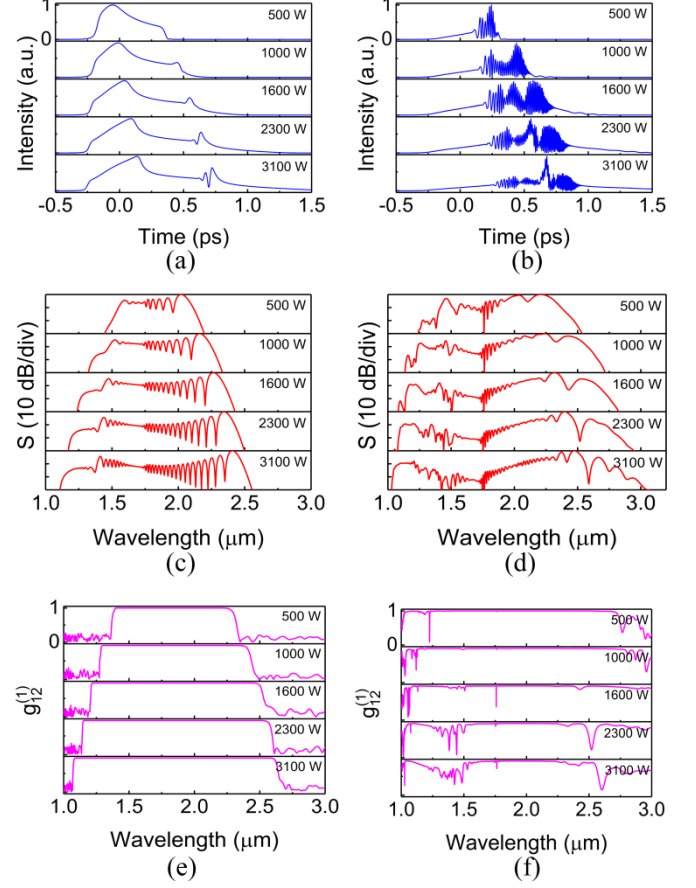 1
0
500 W
1000 W
1600 W
2300 W
3100 W
Intensity (a.u.)
-0.5 0.0 0.5 1.0 1.5
Time (ps)
(a)
1
0
500 W
1000 W
1600 W
2300 W
3100 W
Intensity (a.u.)
-0.5 0.0 0.5 1.0 1.5
Time (ps)
(b)
500 W
1000 W
1600 W
2300 W
3100 W
S (10 dB/div)
1.0 1.5 2.0 2.5 3.0
Wavelength (μm)
(c)
500 W
1000 W
1600 W
2300 W
3100 W
S (10 dB/div)
1.0 1.5 2.0 2.5 3.0
Wavelength (μm)
(d)
1
0
500 W
1000 W
1600 W
2300 W
3100 W
g12(1)
1.0 1.5 2.0 2.5 3.0
Wavelength (μm)
(e)
1
0
500 W
1000 W
1600 W
2300 W
3100 W
g12(1)
1.0 1.5 2.0 2.5 3.0
Wavelength (μm)
(f)